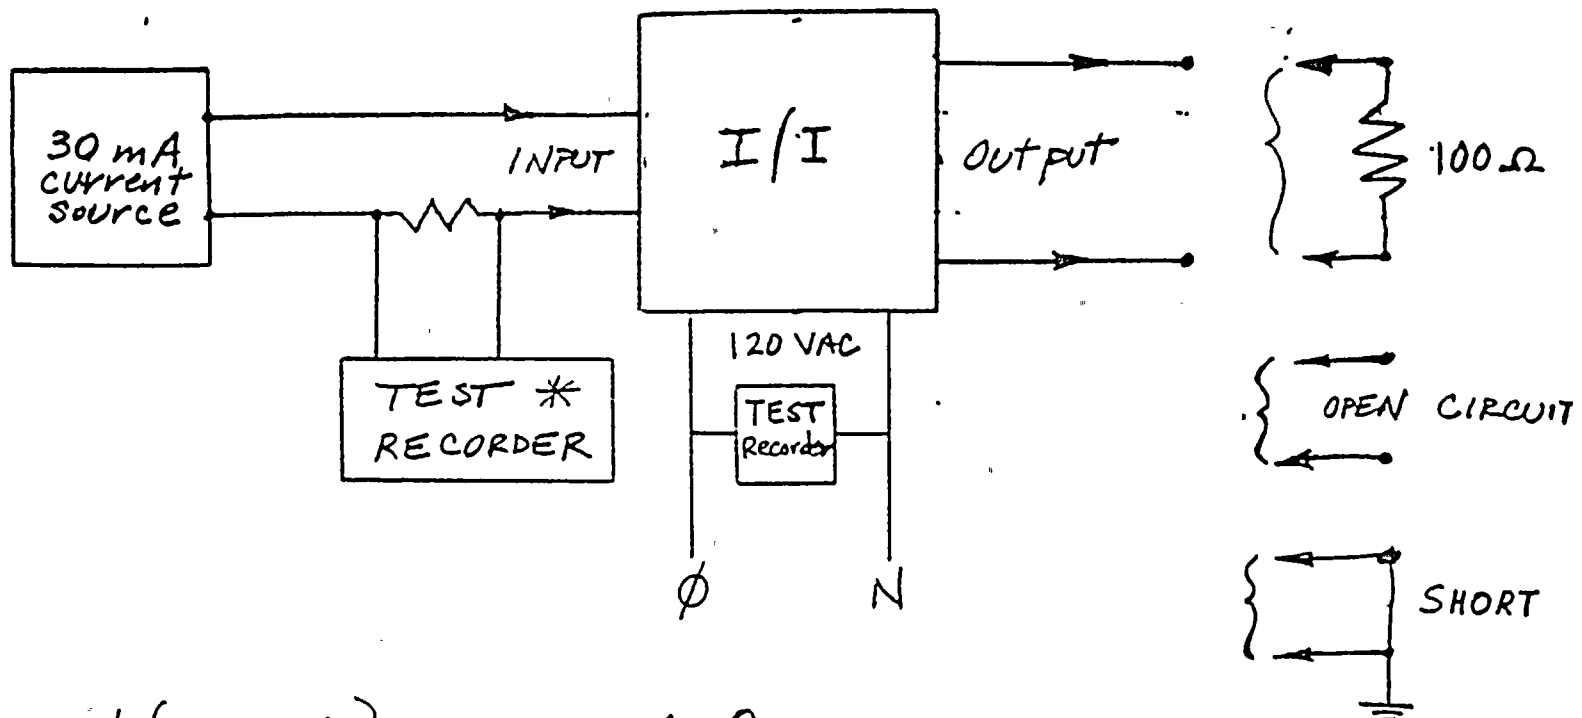 30 mA
current
source
INPUT
I/I
OUTPUT
100 Ω
120 VAC
TEST *
RECORDER
TEST
Recorder
OPEN CIRCUIT
Ø
N
SHORT